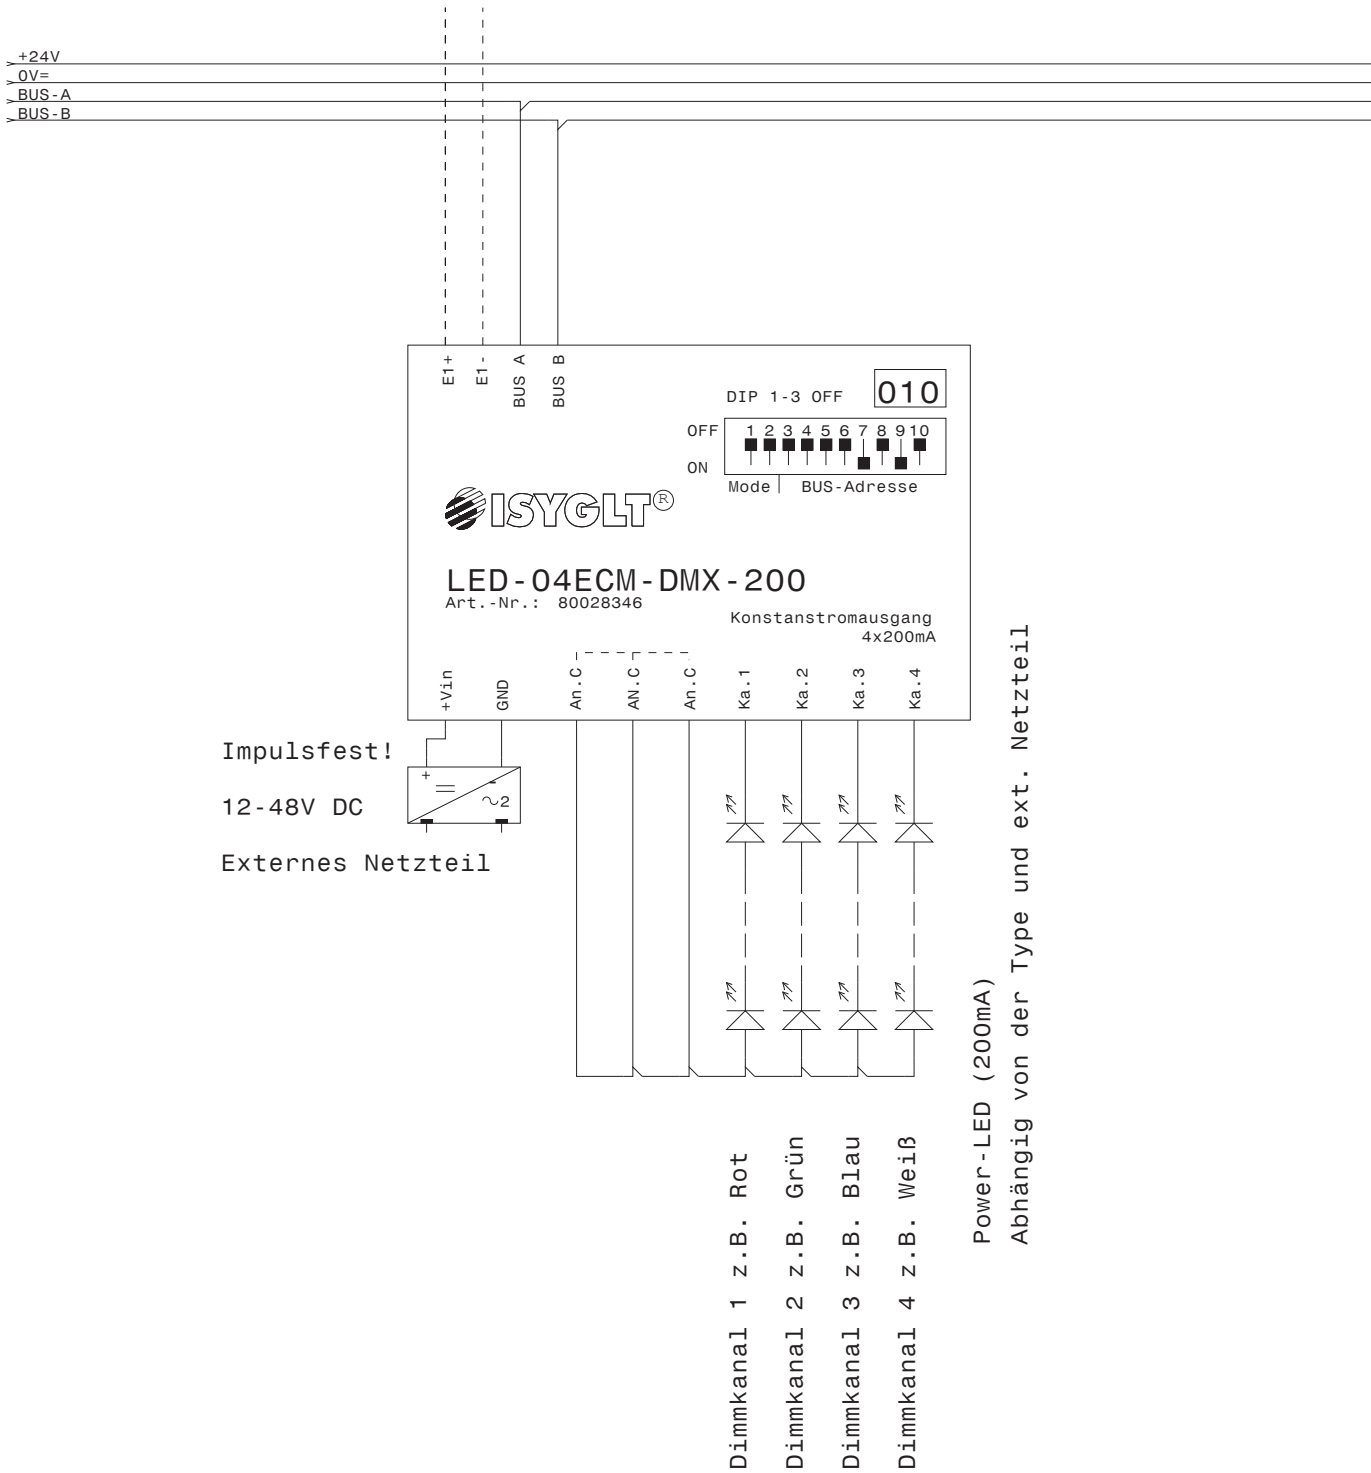 +24V
0V=
BUS-A
BUS-B
E1+
E1-
BUS A
BUS B
DIP 1-3 OFF
010
OFF
1 2 3 4 5 6 7 8 9 10
ON
Mode
BUS-Adresse
ISYGLT®
LED-04ECM-DMX-200
Art.-Nr.: 80028346
Konstanstromausgang
4x200mA
+Vin
GND
An.C
AN.C
An.C
Ka.1
Ka.2
Ka.3
Ka.4
Impulsfest!
12-48V DC
Externes Netzteil
+
-
2
Power-LED (200mA)
Abhängig von der Type und ext. Netzteil
Dimmkanal 1 z.B. Rot
Dimmkanal 2 z.B. Grün
Dimmkanal 3 z.B. Blau
Dimmkanal 4 z.B. Weiß